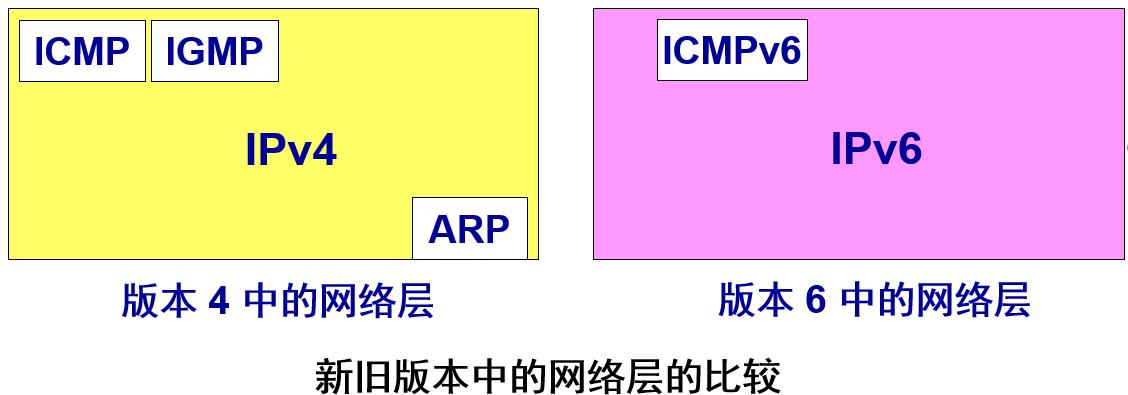 ICMP IGMP
IPv4
ARP
版本 4 中的网络层
ICMPv6
IPv6
版本 6 中的网络层
新旧版本中的网络层的比较